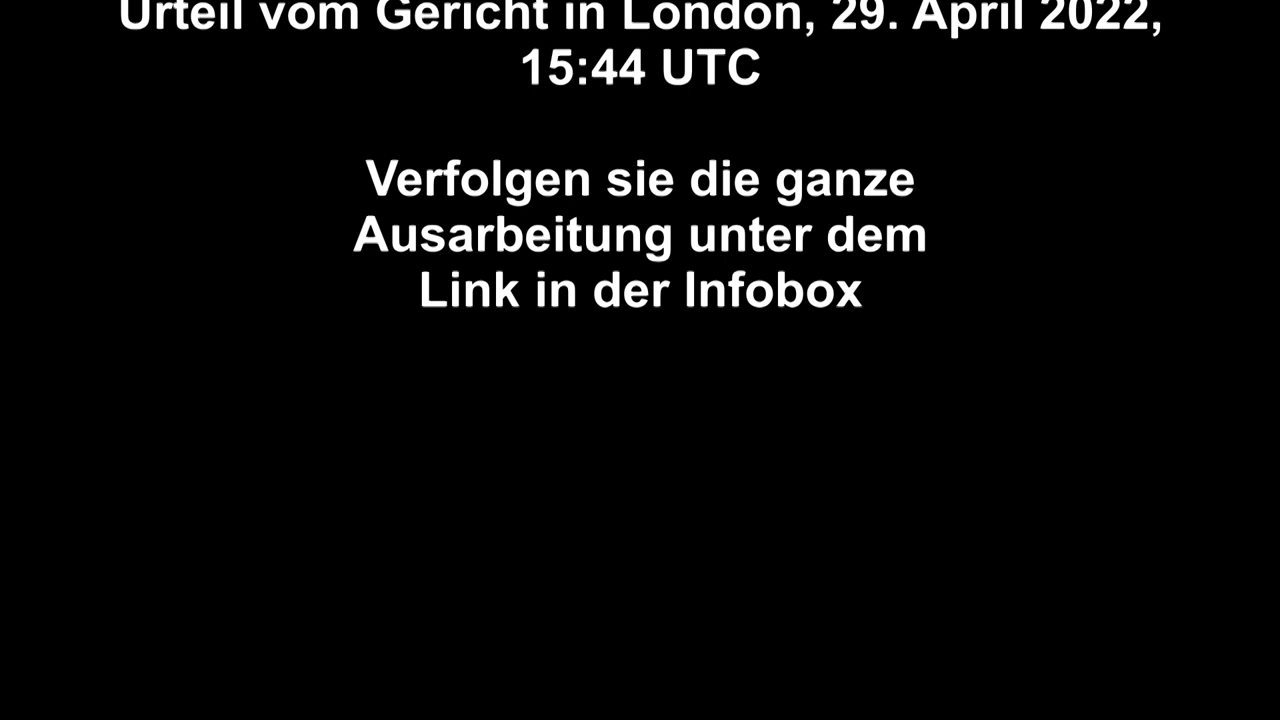 Urteil vom Gericht in London, 29. April 2022,
15:44 UTC
Verfolgen sie die ganze
Ausarbeitung unter dem
Link in der Infobox